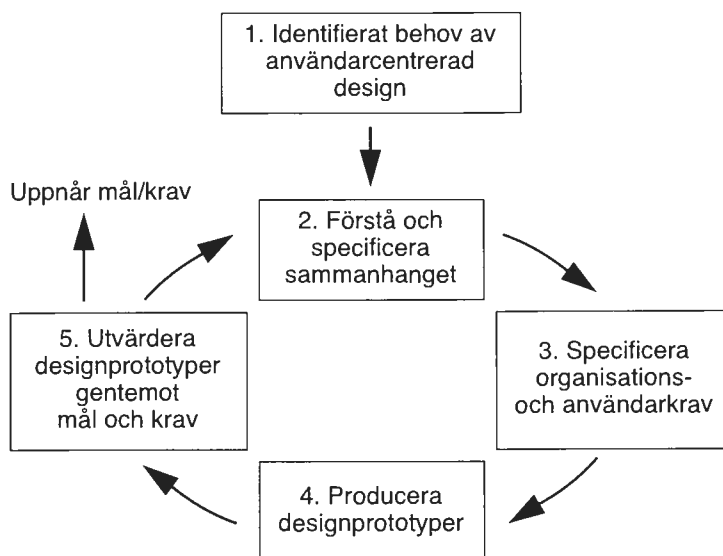 1. Identifierat behov av
användarcentrerad
design
Uppnår mål/krav
2. Förstå och
specificera
sammanhanget
3. Specificera
organisations-
och användarkrav
4. Producera
designprototyper
5. Utvärdera
designprototyper
gentemot
mål och krav